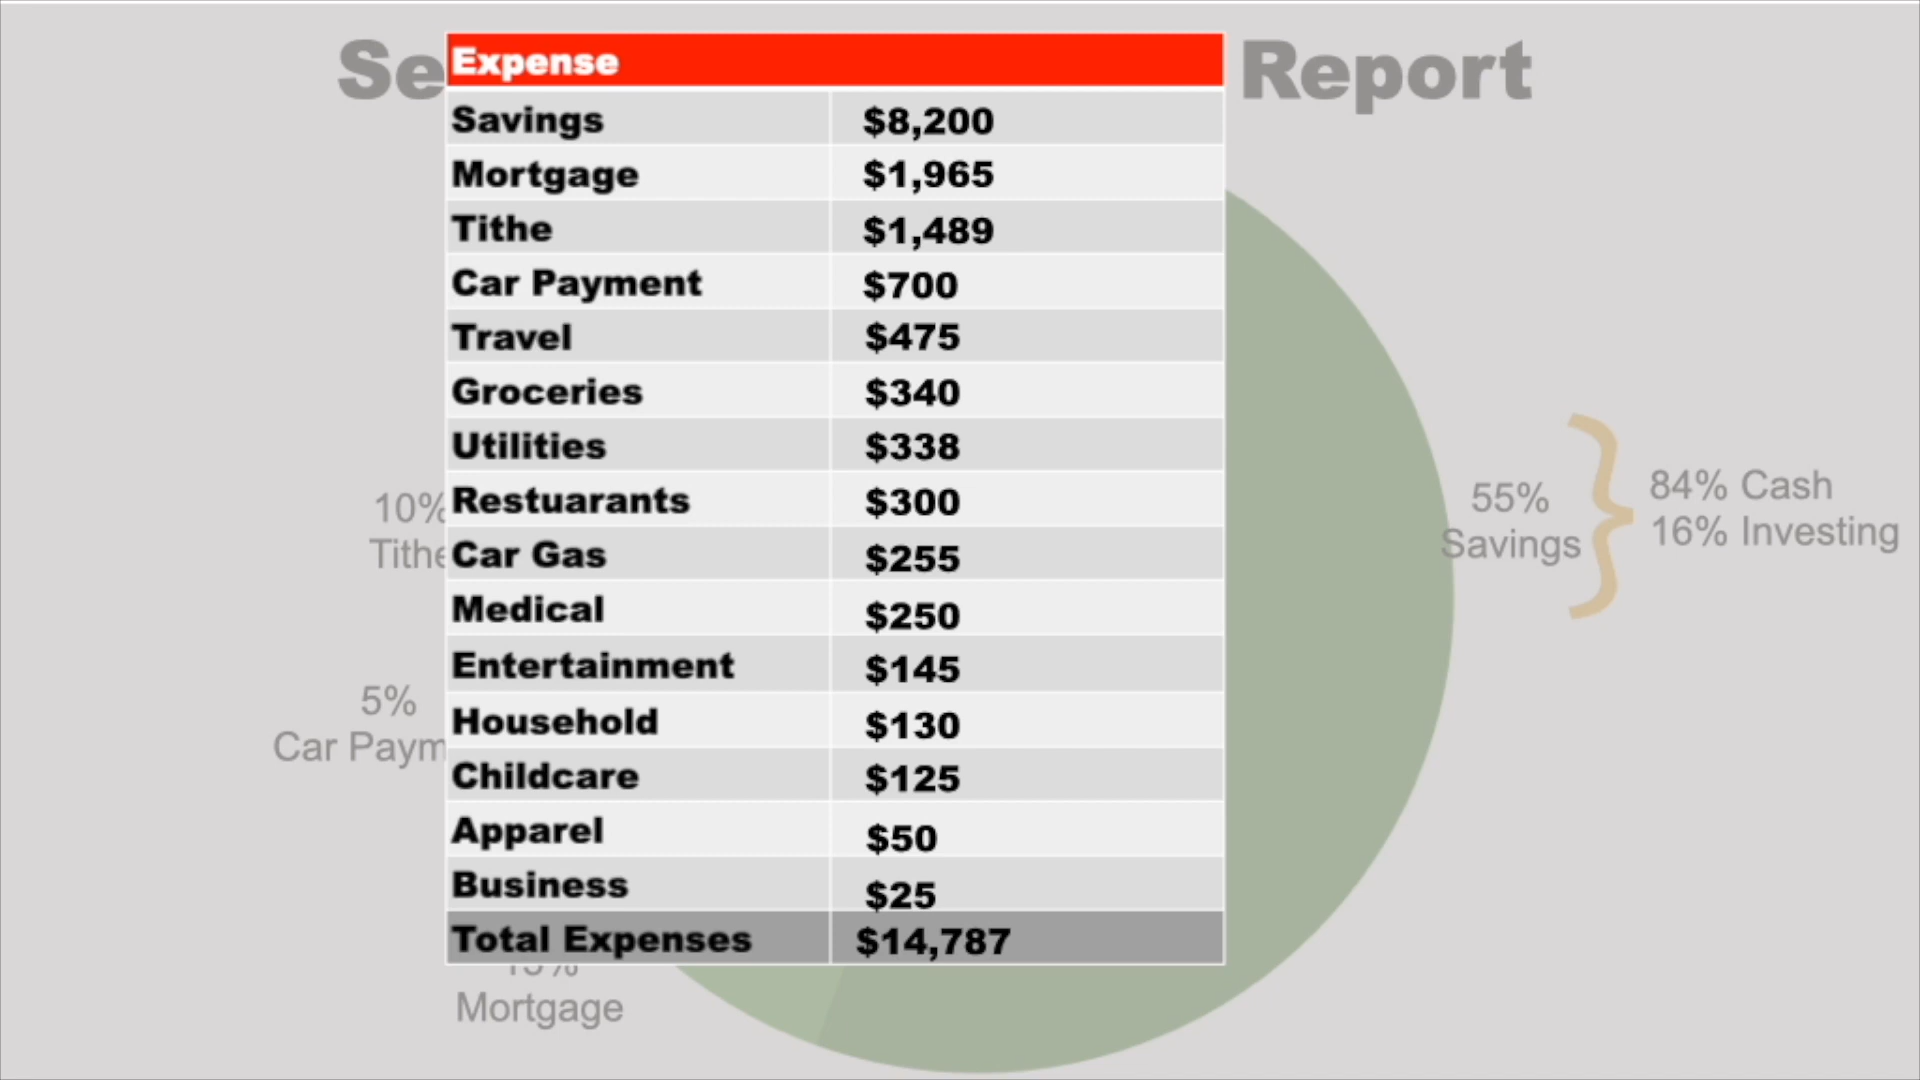 Se Report
Expense
Savings $8,200
Mortgage $1,965
Tithe $1,489
Car Payment $700
Travel $475
Groceries $340
Utilities $338
Restuarants $300
Car Gas $255
Medical $250
Entertainment $145
Household $130
Childcare $125
Apparel $50
Business $25
Total Expenses $14,787
10%
Tithe
5%
Car Paym
Mortgage
55%
Savings
84% Cash
16% Investing